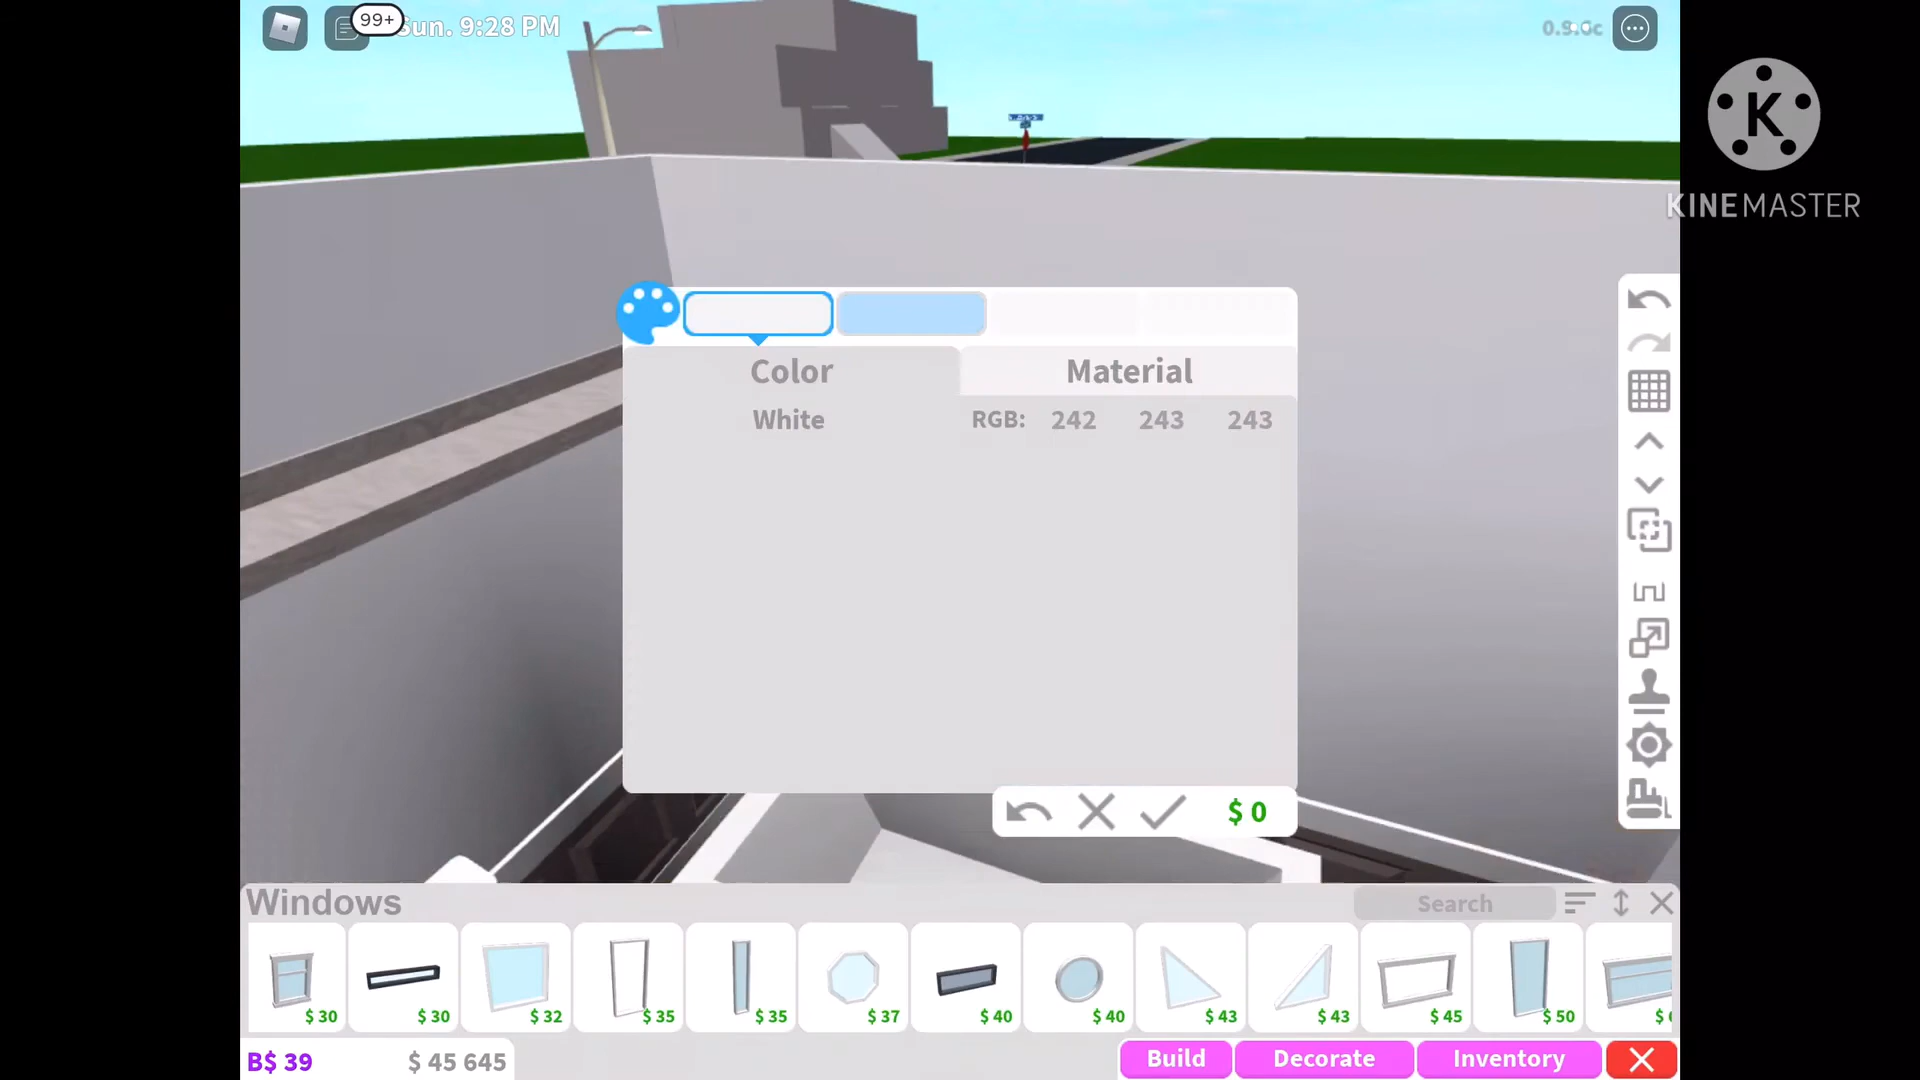 99+
Sun. 9:28 PM
K
KINEMASTER
Color
Material
White
RGB: 242 243 243
$ 0
Windows
Search
$ 30
$ 30
$ 32
$ 35
$ 35
$ 37
$ 40
$ 40
$ 43
$ 43
$ 45
$ 50
B$ 39
$ 45 645
Build
Decorate
Inventory